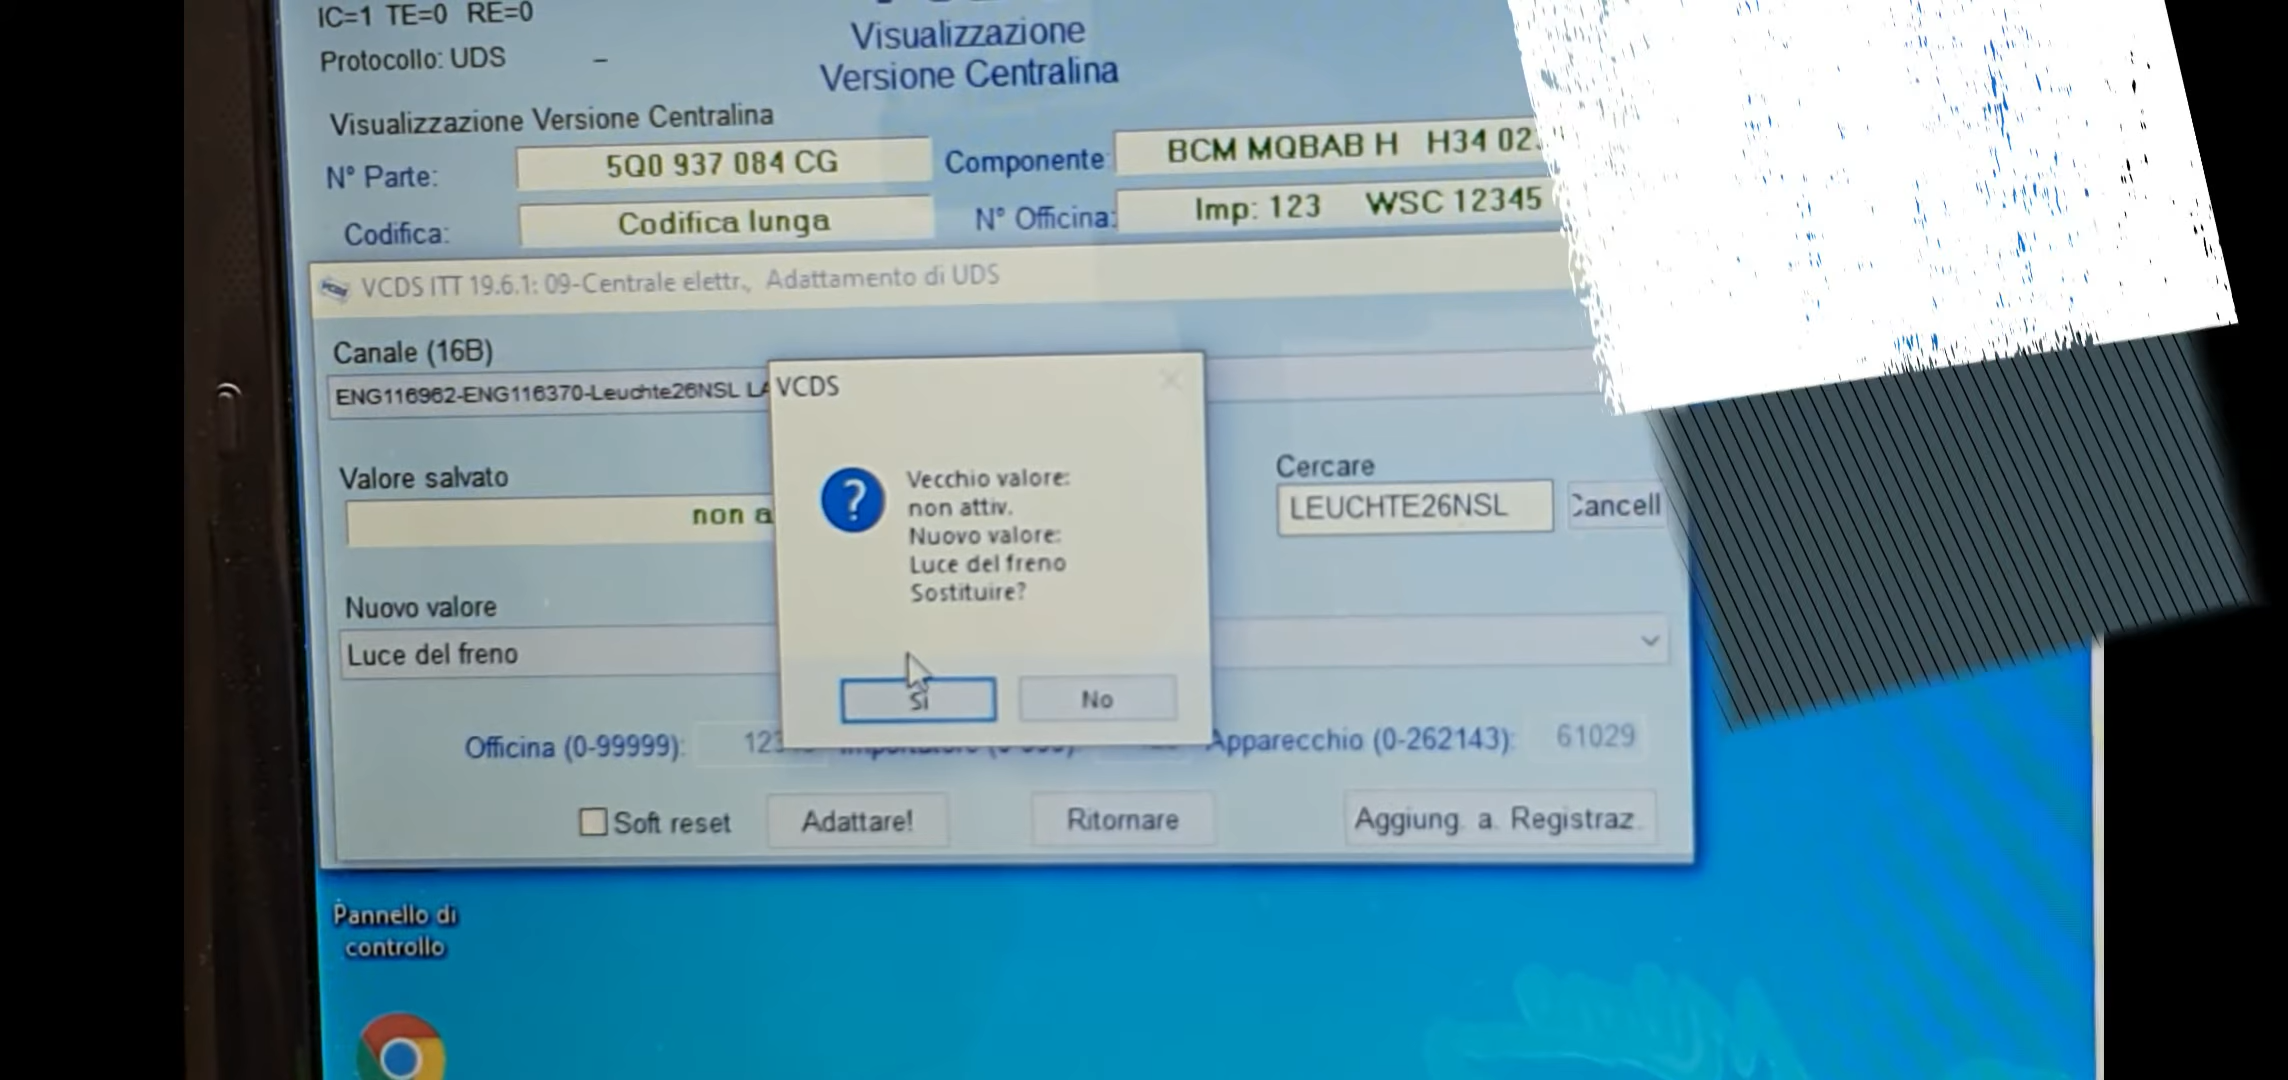 IC=1 TE=0 RE=0
Protocollo: UDS
–
Visualizzazione
Versione Centralina
Visualizzazione Versione Centralina
N° Parte:
5Q0 937 084 CG
Componente:
BCM MQBAB H H34 02
Codifica:
Codifica lunga
N° Officina:
Imp: 123 WSC 12345
VCDS ITT 19.6.1: 09-Centrale elettr., Adattamento di UDS
Canale (16B)
ENG116962-ENG116370-Leuchte26NSL LA
VCDS
Vecchio valore:
non attiv.
Nuovo valore:
Luce del freno
Sostituire?
Sì
No
Valore salvato
non a
Cercare
LEUCHTE26NSL
Cancell
Nuovo valore
Luce del freno
Officina (0-99999):
Apparecchio (0-262143):
61029
Soft reset
Adattare!
Ritornare
Aggiung. a. Registraz.
Pannello di
controllo